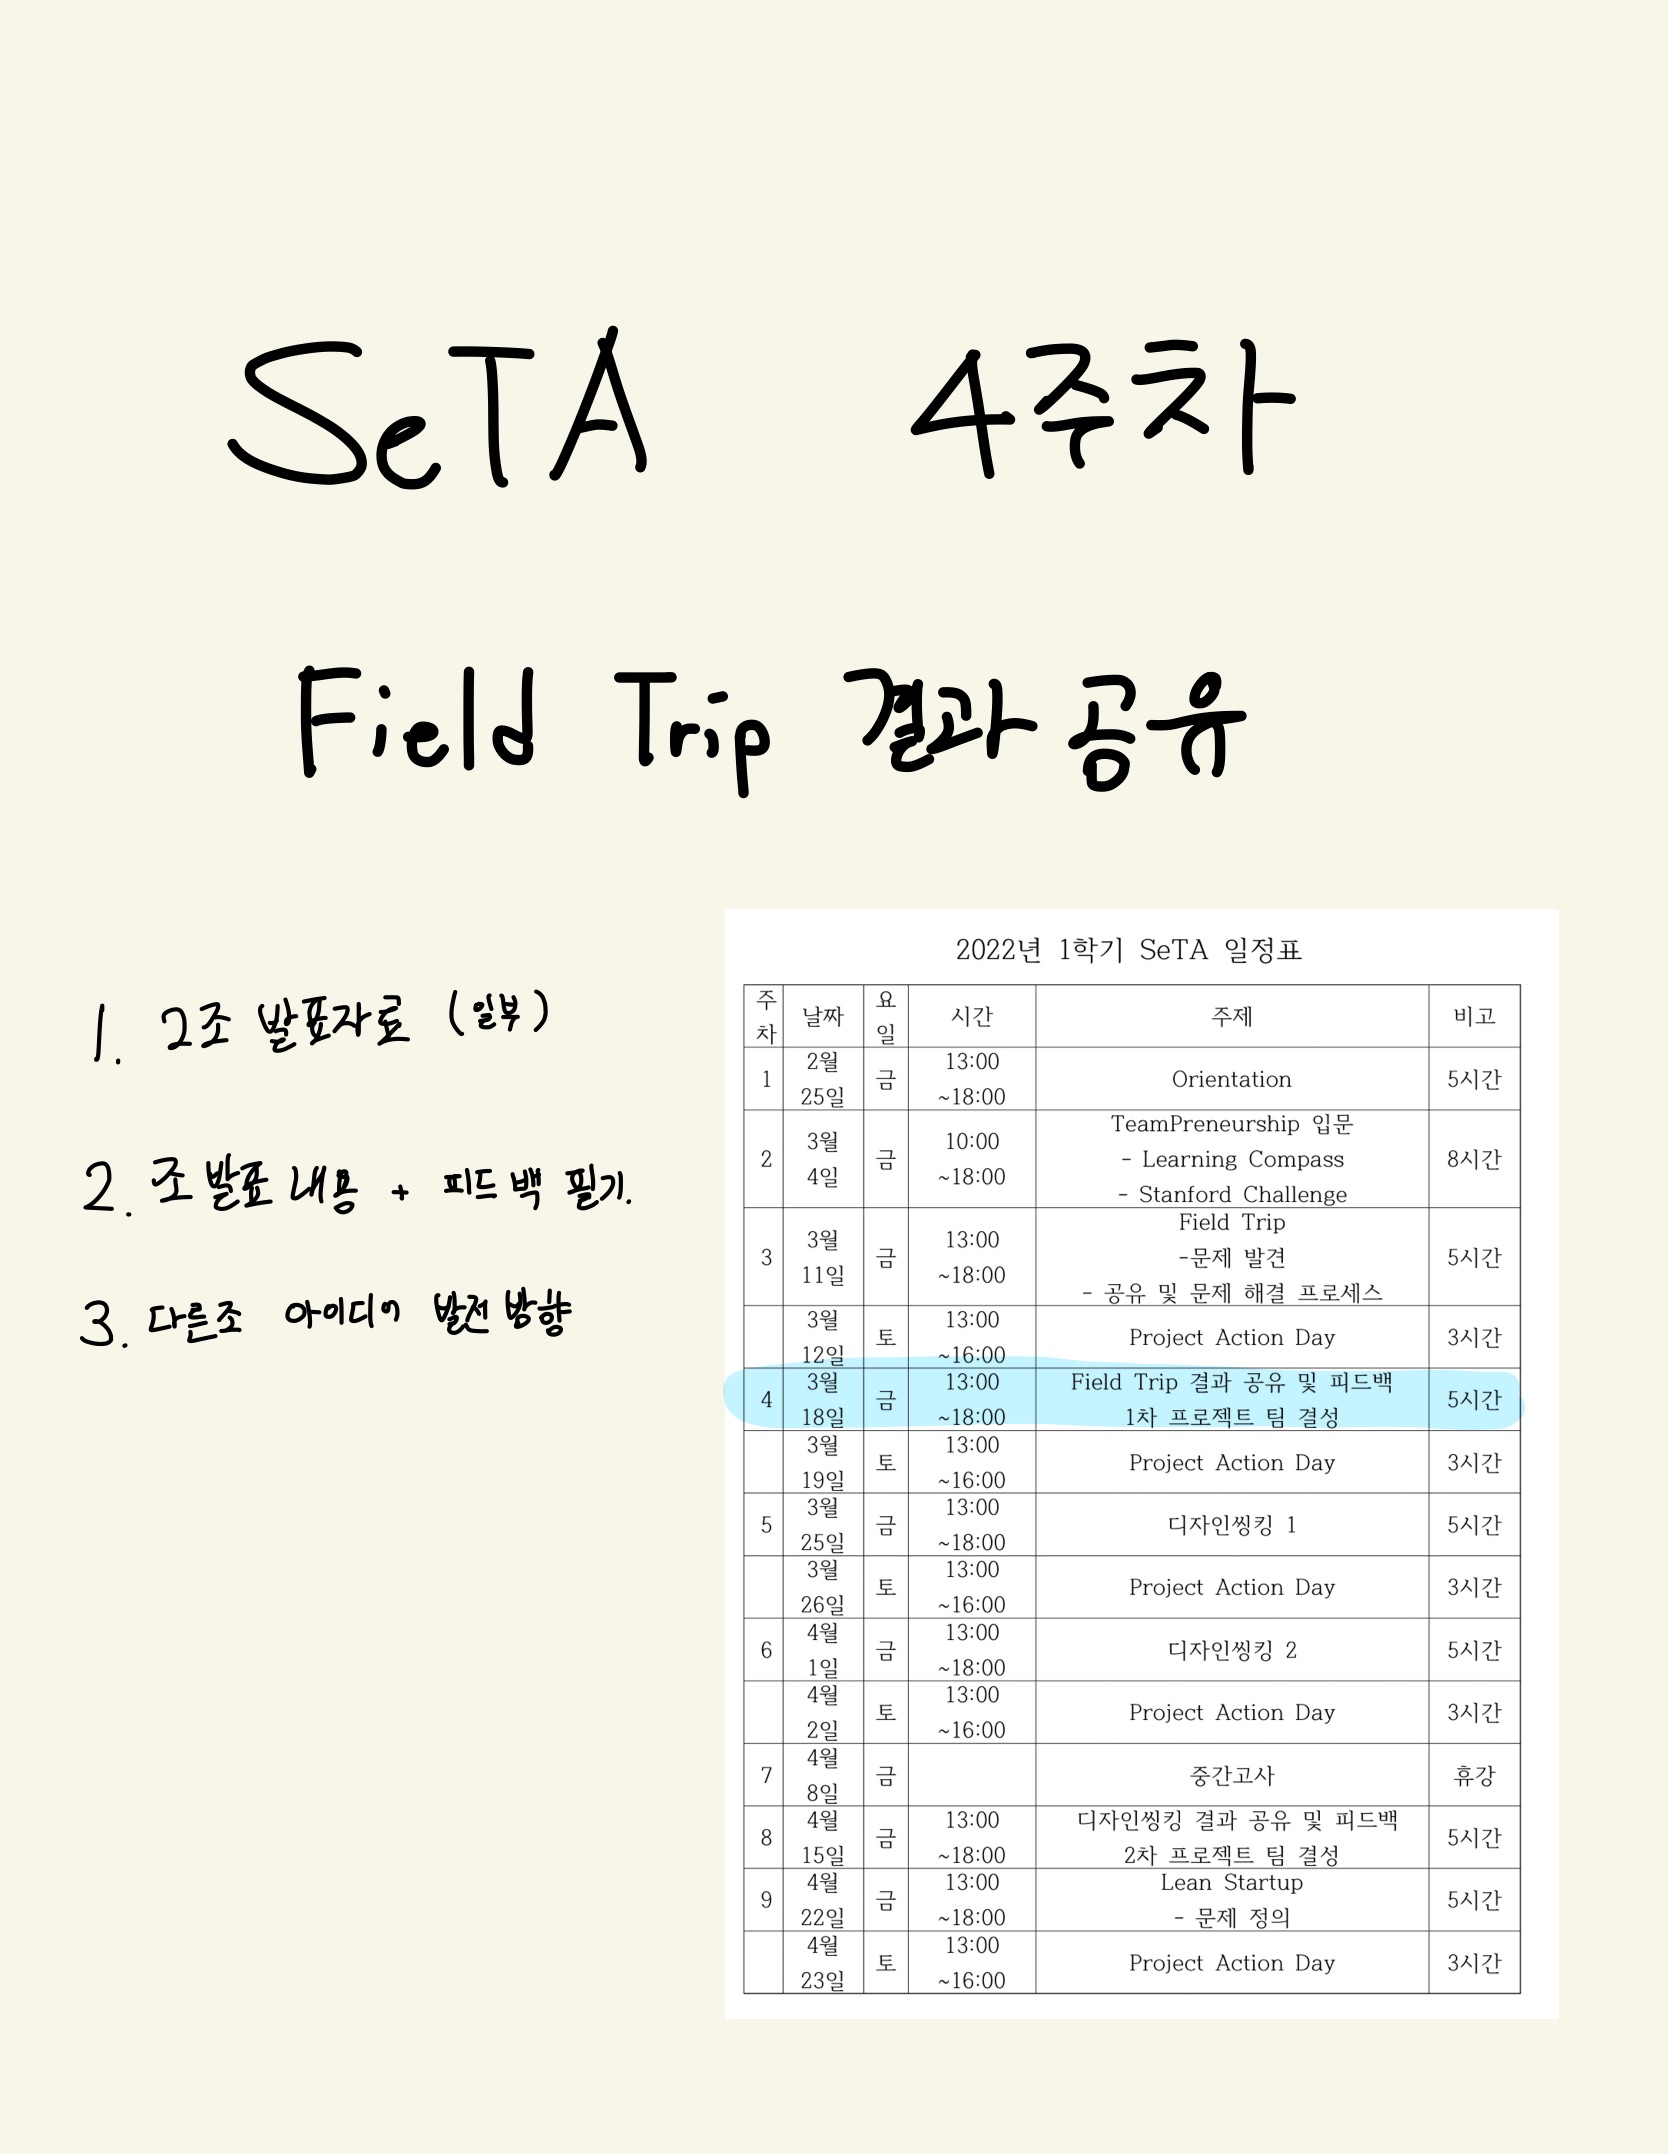 SeTA 4주차
Field Trip 결과 공유
1. 2조 발표자료 (일부)
2. 조 발표 내용 + 피드백 필기.
3. 다른조 아이디어 발전 방향
2022년 1학기 SeTA 일정표
주차 날짜 요일 시간 주제 비고
1 2월 25일 금 13:00 ~18:00 Orientation 5시간
2 3월 4일 금 10:00 ~18:00 TeamPreneurship 입문
- Learning Compass
- Stanford Challenge 8시간
3 3월 11일 금 13:00 ~18:00 Field Trip
-문제 발견
- 공유 및 문제 해결 프로세스 5시간
3월 12일 토 13:00 ~16:00 Project Action Day 3시간
4 3월 18일 금 13:00 ~18:00 Field Trip 결과 공유 및 피드백
1차 프로젝트 팀 결성 5시간
3월 19일 토 13:00 ~16:00 Project Action Day 3시간
5 3월 25일 금 13:00 ~18:00 디자인씽킹 1 5시간
3월 26일 토 13:00 ~16:00 Project Action Day 3시간
6 4월 1일 금 13:00 ~18:00 디자인씽킹 2 5시간
4월 2일 토 13:00 ~16:00 Project Action Day 3시간
7 4월 8일 금 중간고사 휴강
8 4월 15일 금 13:00 ~18:00 디자인씽킹 결과 공유 및 피드백
2차 프로젝트 팀 결성 5시간
9 4월 22일 금 13:00 ~18:00 Lean Startup
- 문제 정의 5시간
4월 23일 토 13:00 ~16:00 Project Action Day 3시간